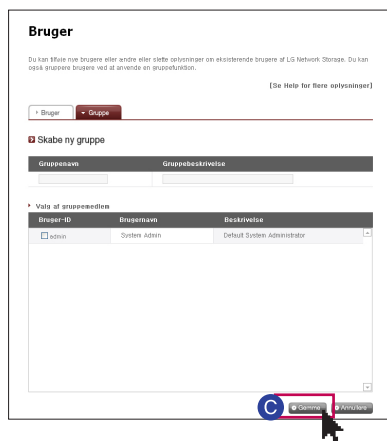 Bruger
Du kan tilføje nye brugere eller ændre eller slette oplysninger om eksisterende brugere af LG Network Storage. Du kan
også gruppere brugere ved at anvende en gruppefunktion.
[Se Help for flere oplysninger]
Bruger Gruppe
Skabe ny gruppe
Gruppenavn Gruppebeskrivelse
Valg af gruppemedlem
Bruger-ID Brugernavn Beskrivelse
admin System Admin Default System Administrator
C Gemme Annullere